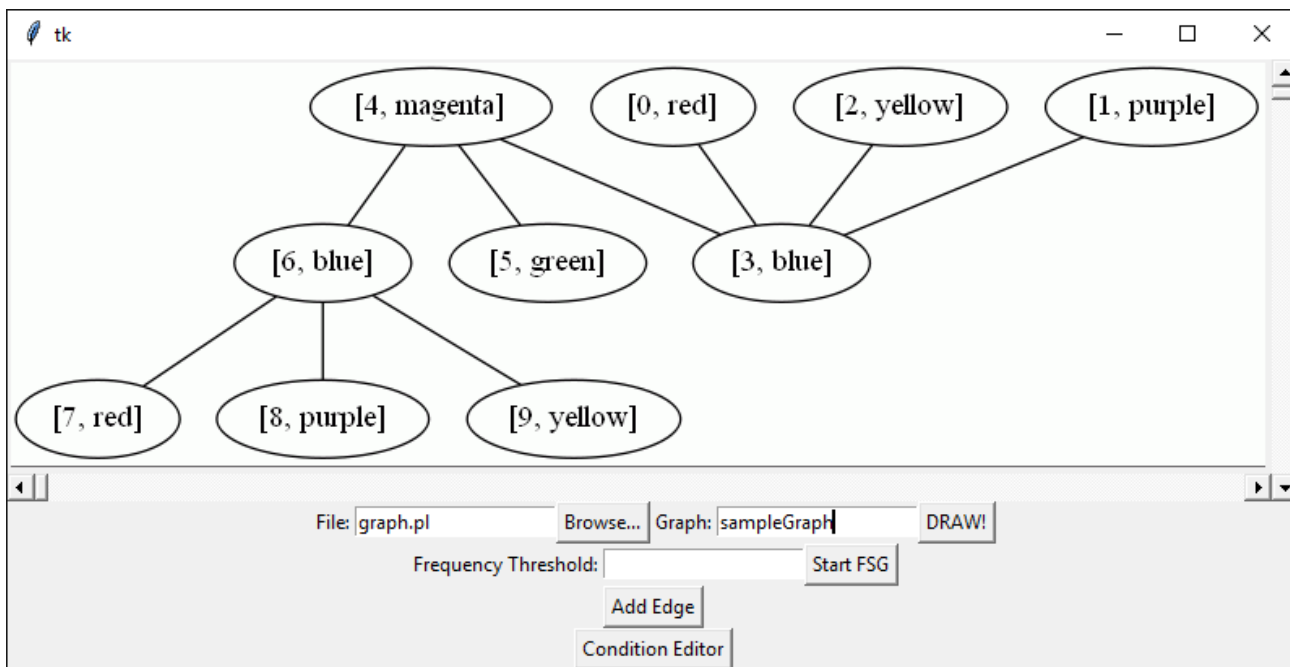 tk
[4, magenta] [0, red] [2, yellow] [1, purple]
[6, blue] [5, green] [3, blue]
[7, red] [8, purple] [9, yellow]
File: graph.pl Browse... Graph: sampleGraph DRAW!
Frequency Threshold: Start FSG
Add Edge
Condition Editor